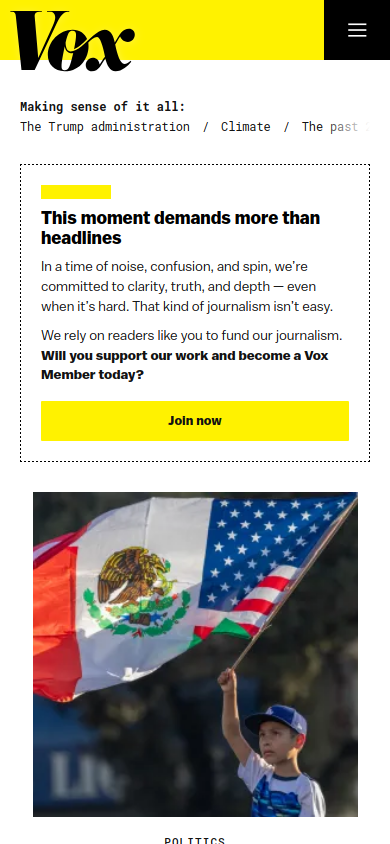 Vox
Making sense of it all:
The Trump administration / Climate / The past
This moment demands more than
headlines
In a time of noise, confusion, and spin, we're
committed to clarity, truth, and depth — even
when it's hard. That kind of journalism isn't easy.
We rely on readers like you to fund our journalism.
Will you support our work and become a Vox
Member today?
Join now
POLITICS